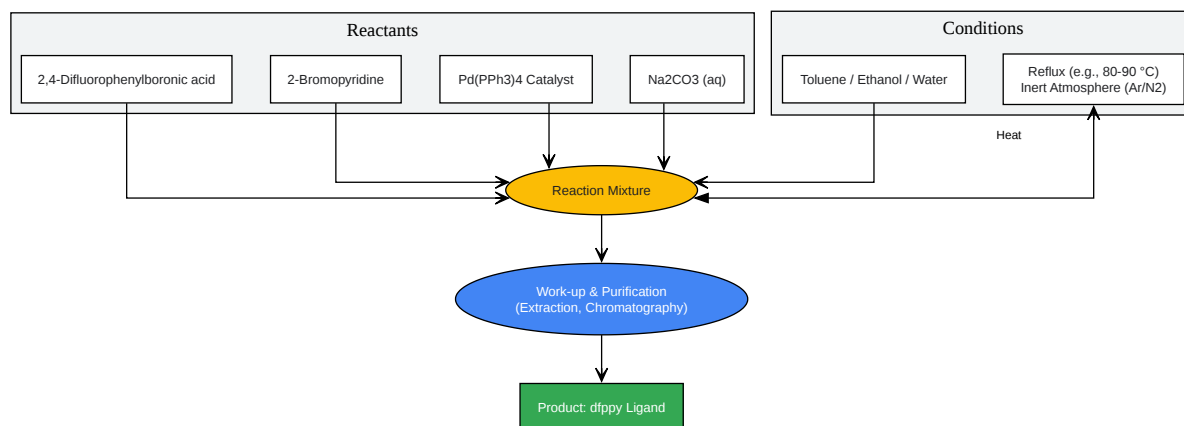 Reactants
Conditions
2,4-Difluorophenylboronic acid
2-Bromopyridine
Pd(PPh3)4 Catalyst
Na2CO3 (aq)
Toluene / Ethanol / Water
Reflux (e.g., 80-90 °C)
Inert Atmosphere (Ar/N2)
Heat
Reaction Mixture
Work-up & Purification
(Extraction, Chromatography)
Product: dfppy Ligand